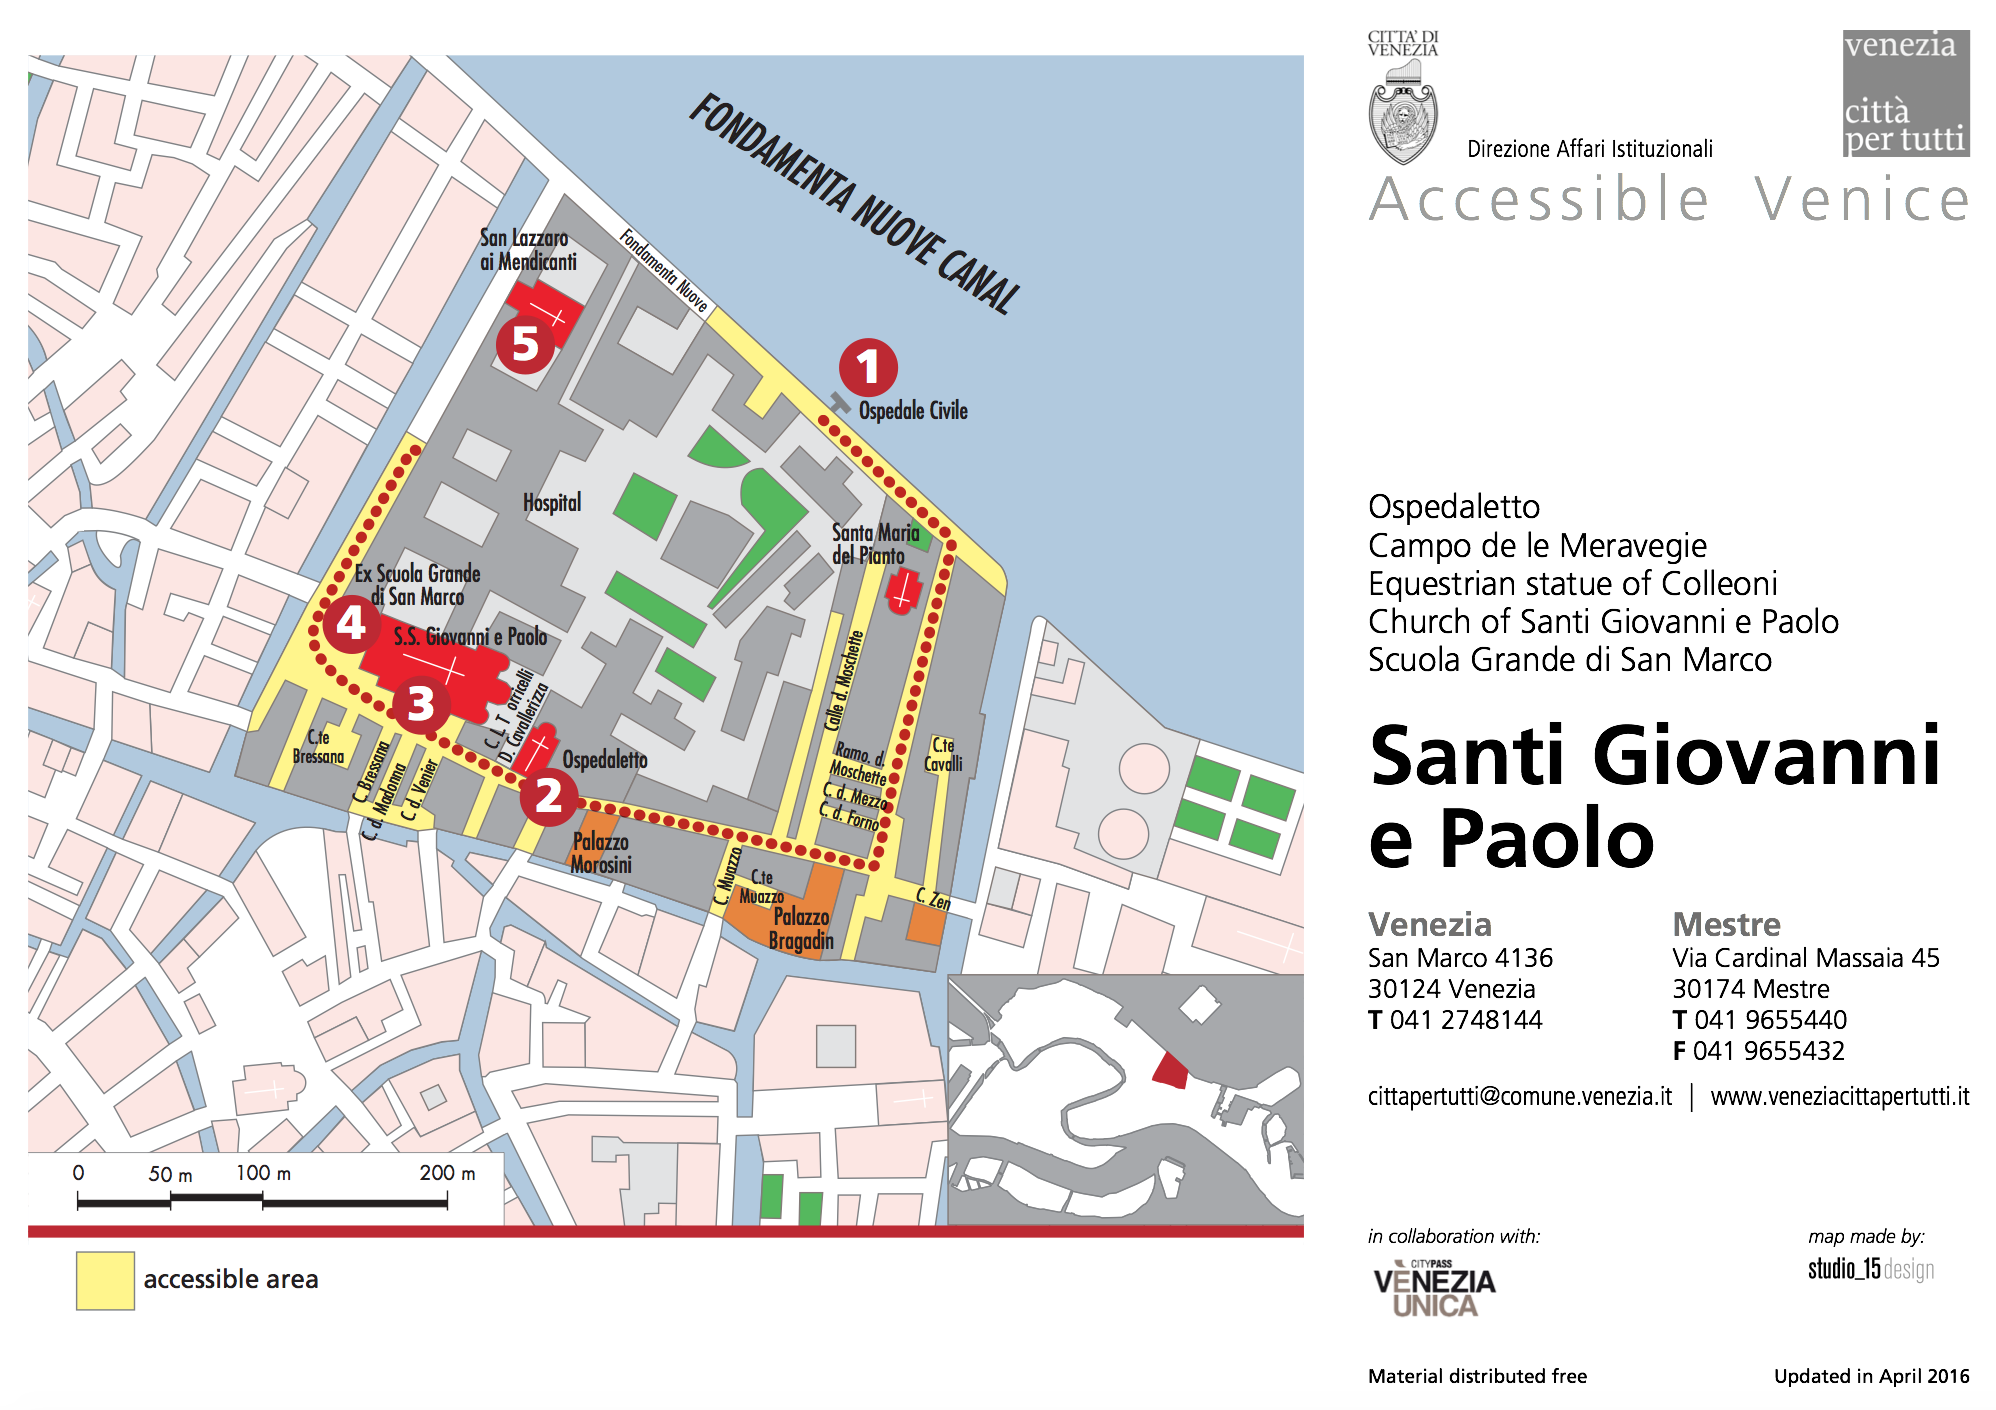 FONDAMENTA NUOVE CANAL
Fondamenta Nuove
San Lazzaro
ai Mendicanti
5
1
Ospedale Civile
Hospital
Santa Maria
del Pianto
Ex Scuola Grande
di San Marco
4
S.S. Giovanni e Paolo
3
C. L. T orricelli
D. Cavallerizza
Ospedaletto
2
C.te
Bressana
C. Bressana
C. d. Madonna
C. d. Venier
Calle d. Moschette
Ramo. d.
Moschette
C. d. Mezzo
C. d. Forno
C.te
Cavalli
Palazzo
Morosini
C. Muazzo
C.te
Muazzo
Palazzo
Bragadin
C. Zen
0 50 m 100 m 200 m
accessible area
CITTA' DI
VENEZIA
venezia
città
per tutti
Direzione Affari Istituzionali
Accessible Venice
Ospedaletto
Campo de le Meravegie
Equestrian statue of Colleoni
Church of Santi Giovanni e Paolo
Scuola Grande di San Marco
Santi Giovanni
e Paolo
Venezia
San Marco 4136
30124 Venezia
T 041 2748144
Mestre
Via Cardinal Massaia 45
30174 Mestre
T 041 9655440
F 041 9655432
cittapertutti@comune.venezia.it | www.veneziacittapertutti.it
in collaboration with:
CITYPASS
VENEZIA
UNICA
map made by:
studio_15 design
Material distributed free
Updated in April 2016